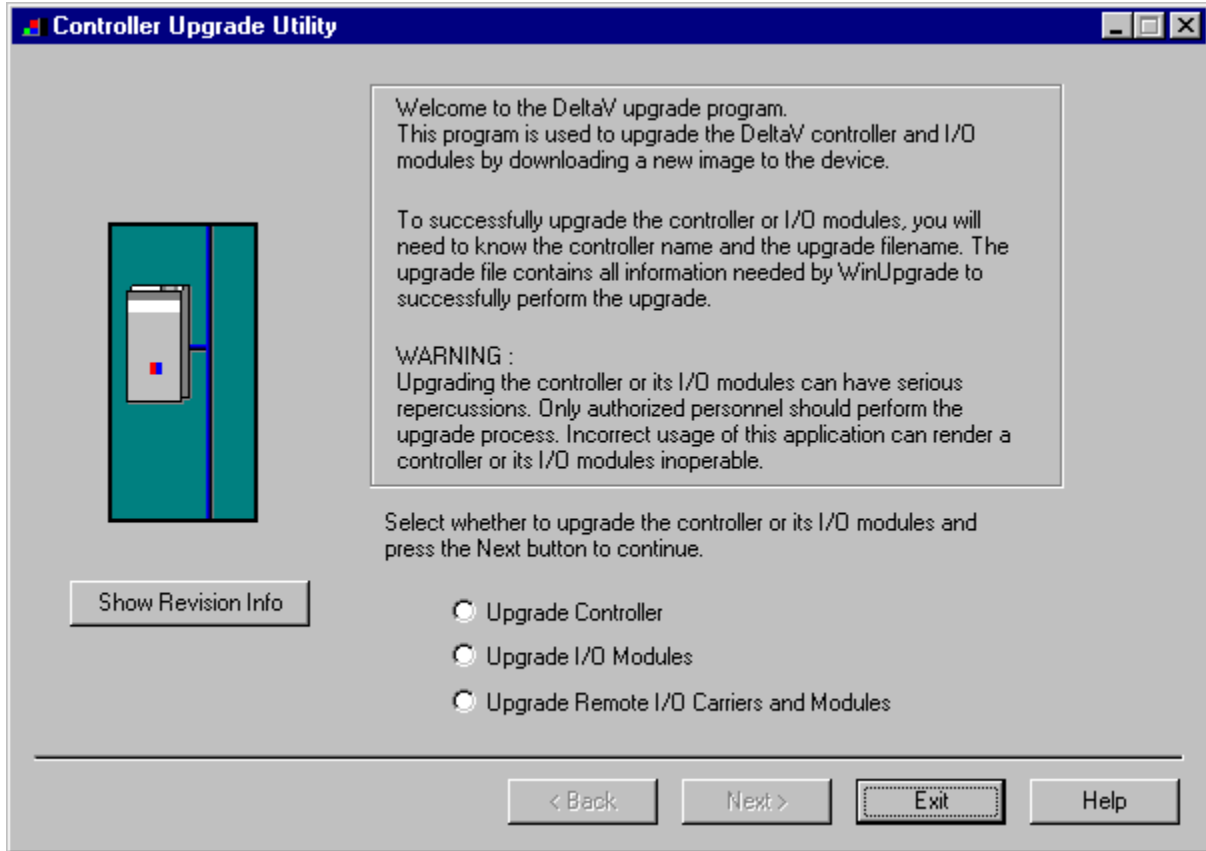 Controller Upgrade Utility
Welcome to the DeltaV upgrade program.
This program is used to upgrade the DeltaV controller and I/O
modules by downloading a new image to the device.
To successfully upgrade the controller or I/O modules, you will
need to know the controller name and the upgrade filename. The
upgrade file contains all information needed by WinUpgrade to
successfully perform the upgrade.
WARNING :
Upgrading the controller or its I/O modules can have serious
repercussions. Only authorized personnel should perform the
upgrade process. Incorrect usage of this application can render a
controller or its I/O modules inoperable.
Select whether to upgrade the controller or its I/O modules and
press the Next button to continue.
Show Revision Info
Upgrade Controller
Upgrade I/O Modules
Upgrade Remote I/O Carriers and Modules
< Back
Next >
Exit
Help